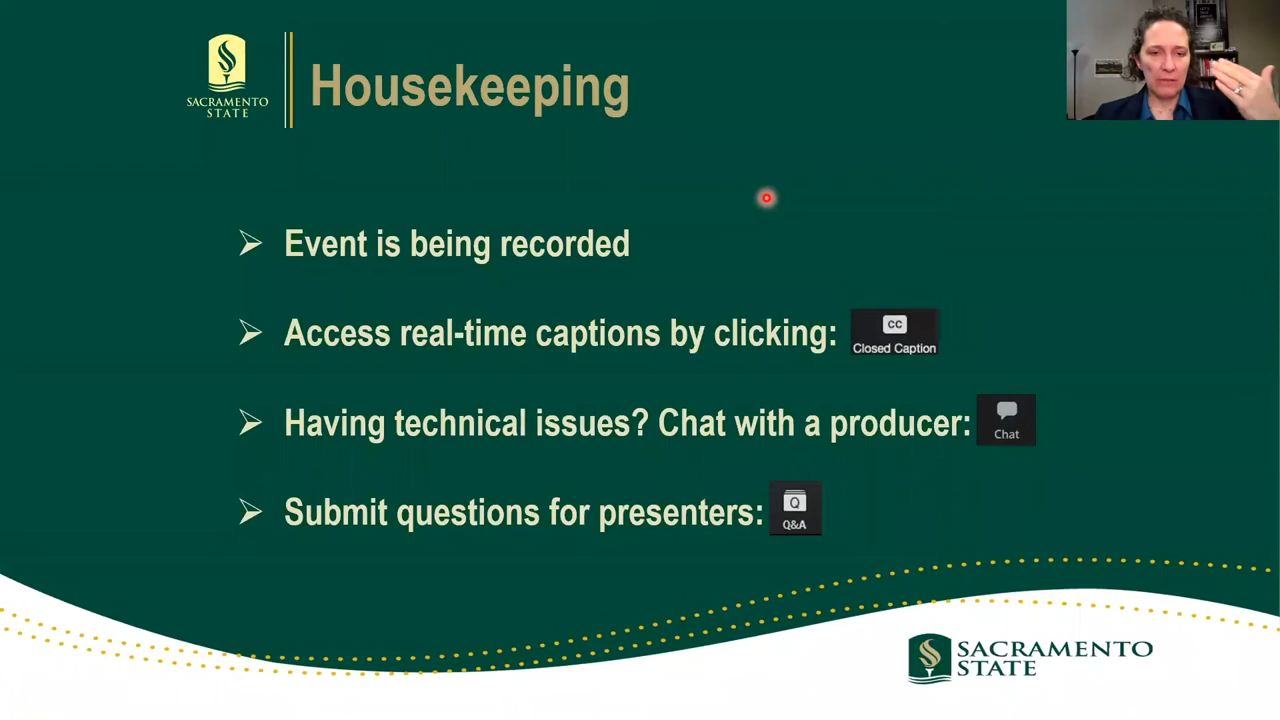 SACRAMENTO
STATE
Housekeeping
Event is being recorded
Access real-time captions by clicking:
CC
Closed Caption
Having technical issues? Chat with a producer:
Chat
Submit questions for presenters:
Q
Q&A
SACRAMENTO
STATE